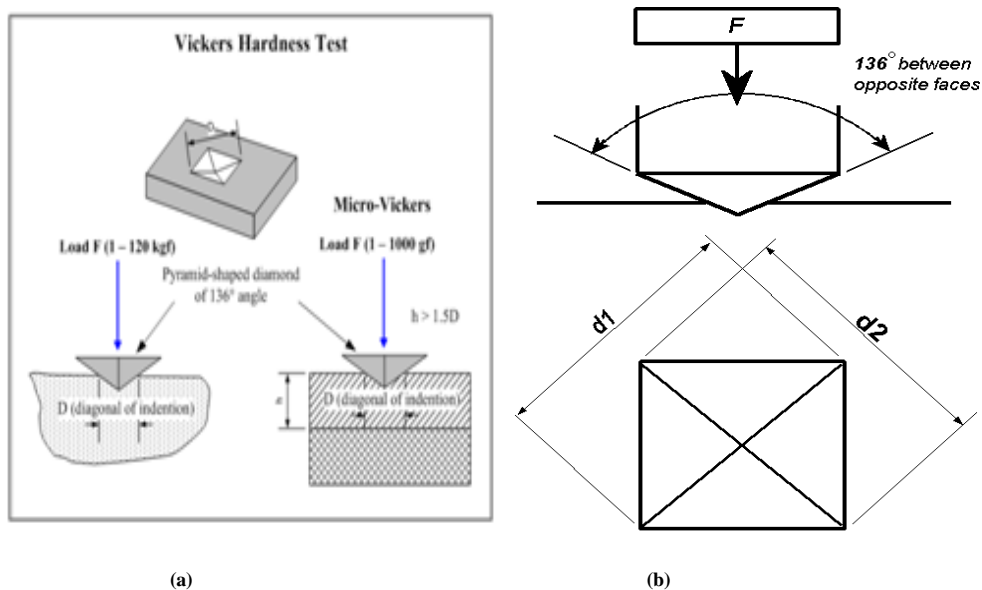 Vickers Hardness Test
Micro-Vickers
Load F (1 – 120 kgf)
Load F (1 – 1000 gf)
Pyramid-shaped diamond
of 136° angle
h > 1.5D
D (diagonal of indention)
D (diagonal of indention)
h
(a)
F
136° between
opposite faces
d1
d2
(b)